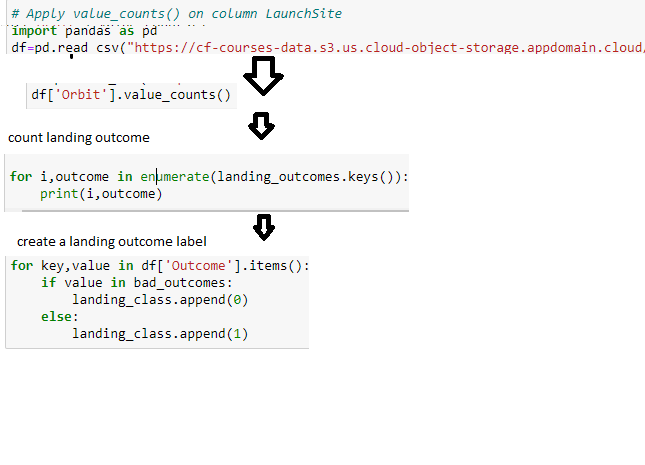 # Apply value_counts() on column LaunchSite
import pandas as pd
df=pd.read_csv("https://cf-courses-data.s3.us.cloud-object-storage.appdomain.cloud/
df['Orbit'].value_counts()
count landing outcome
for i,outcome in enumerate(landing_outcomes.keys()):
    print(i,outcome)
create a landing outcome label
for key,value in df['Outcome'].items():
    if value in bad_outcomes:
        landing_class.append(0)
    else:
        landing_class.append(1)